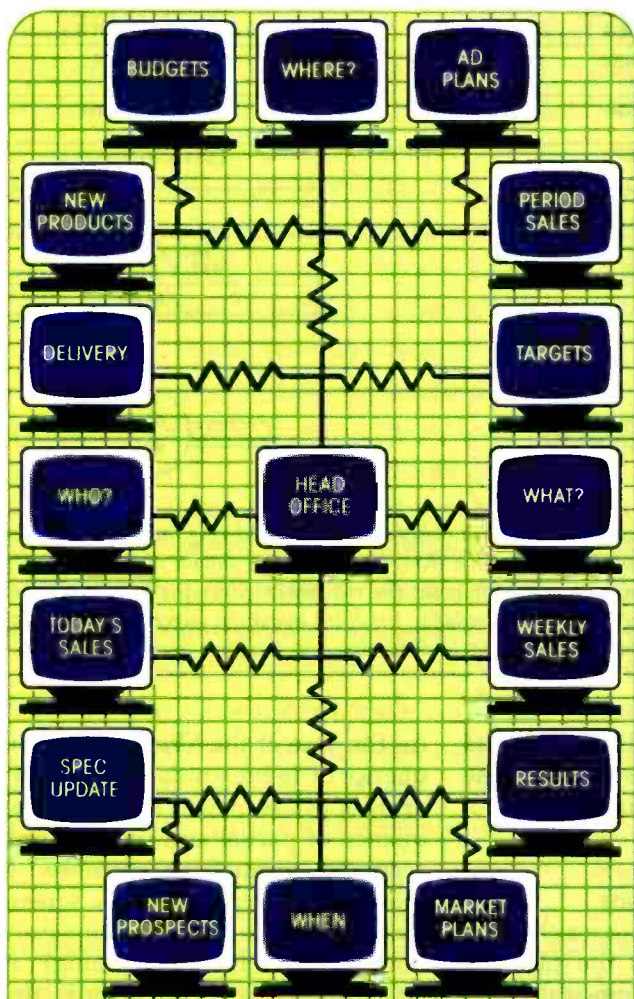 BUDGETS
WHERE?
AD
PLANS
NEW
PRODUCTS
PERIOD
SALES
DELIVERY
TARGETS
WHO?
HEAD
OFFICE
WHAT?
TODAY'S
SALES
WEEKLY
SALES
SPEC
UPDATE
RESULTS
NEW
PROSPECTS
WHEN
MARKET
PLANS